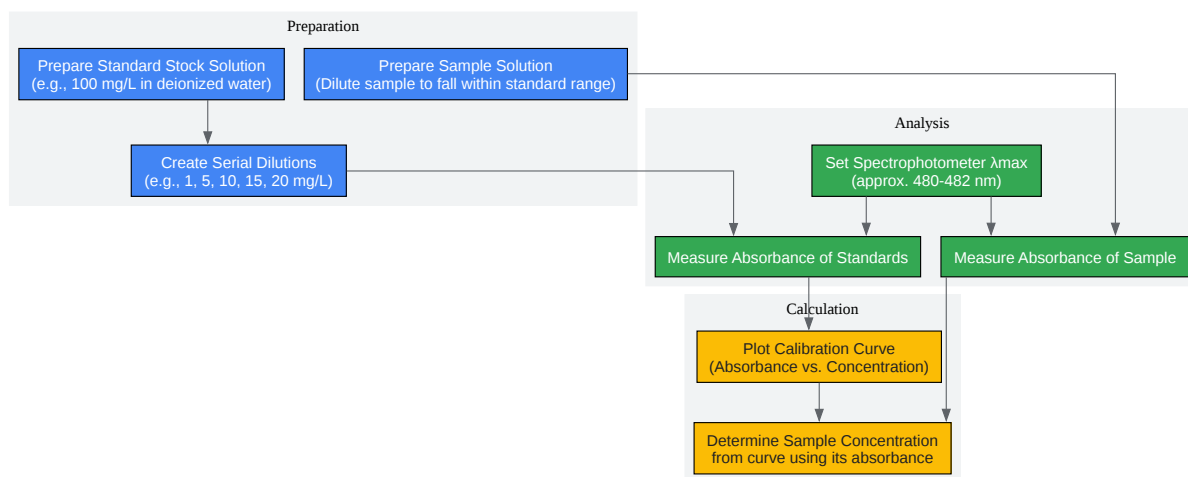 Preparation
Prepare Standard Stock Solution
(e.g., 100 mg/L in deionized water)
Prepare Sample Solution
(Dilute sample to fall within standard range)
Create Serial Dilutions
(e.g., 1, 5, 10, 15, 20 mg/L)
Analysis
Set Spectrophotometer λmax
(approx. 480-482 nm)
Measure Absorbance of Standards
Measure Absorbance of Sample
Calculation
Plot Calibration Curve
(Absorbance vs. Concentration)
Determine Sample Concentration
from curve using its absorbance